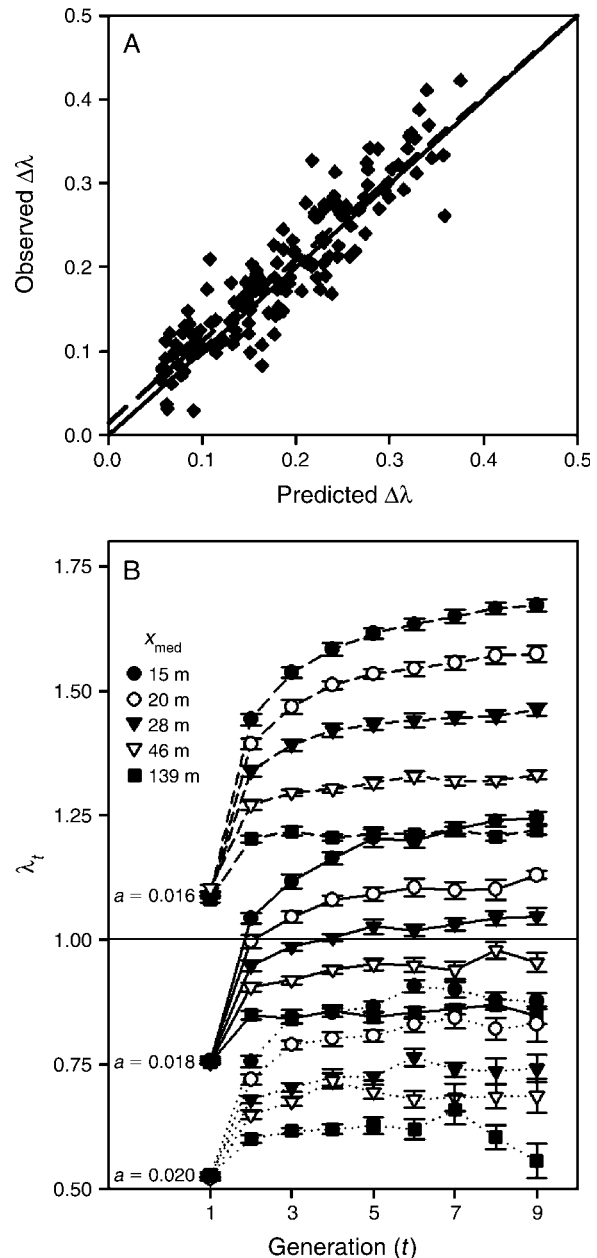 A
Observed Δλ
0.5
0.4
0.3
0.2
0.1
0.0
0.0 0.1 0.2 0.3 0.4 0.5
Predicted Δλ
B
λt
1.75
1.50
1.25
1.00
0.75
0.50
xmed
15 m
20 m
28 m
46 m
139 m
a = 0.016
a = 0.018
a = 0.020
1 3 5 7 9
Generation (t)